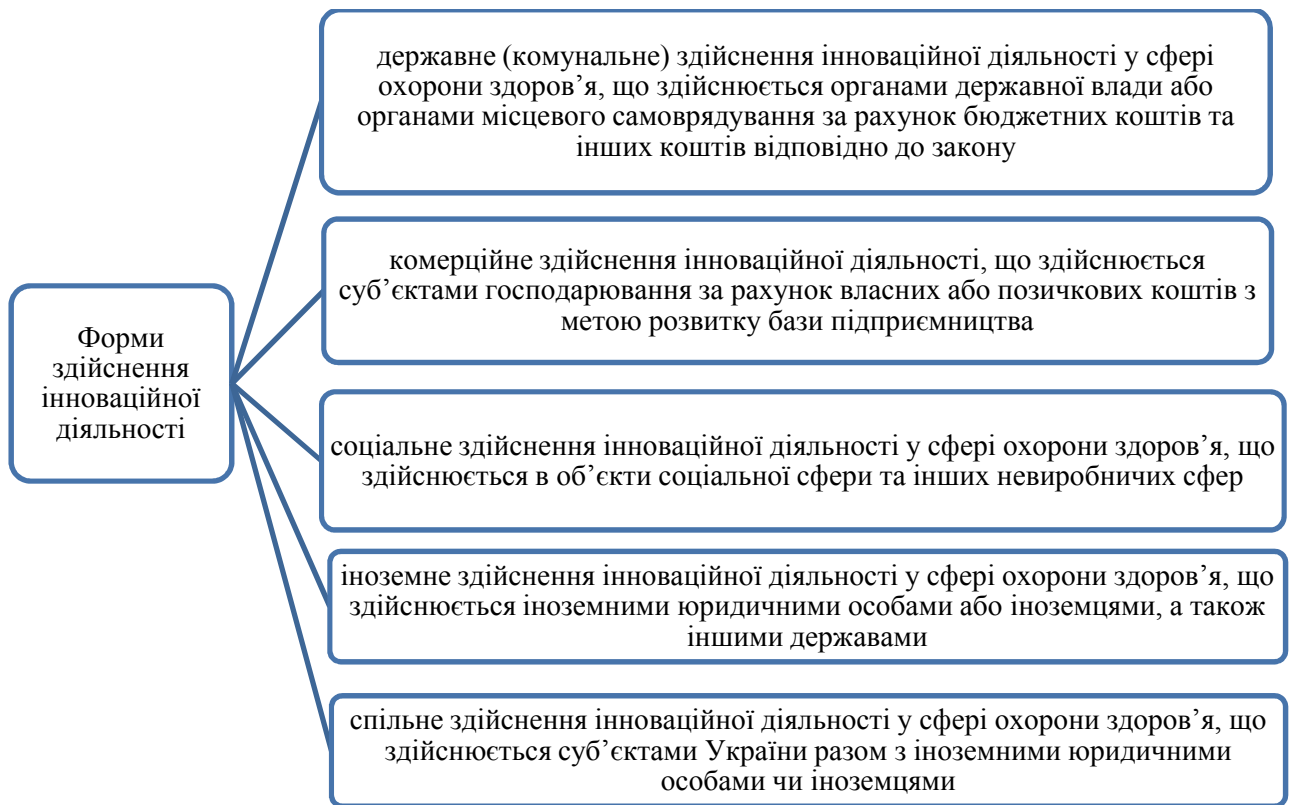 державне (комунальне) здійснення інноваційної діяльності у сфері
охорони здоров’я, що здійснюється органами державної влади або
органами місцевого самоврядування за рахунок бюджетних коштів та
інших коштів відповідно до закону
комерційне здійснення інноваційної діяльності, що здійснюється
суб’єктами господарювання за рахунок власних або позичкових коштів з
метою розвитку бази підприємництва
Форми
здійснення
інноваційної
діяльності
соціальне здійснення інноваційної діяльності у сфері охорони здоров’я, що
здійснюється в об’єкти соціальної сфери та інших невиробничих сфер
іноземне здійснення інноваційної діяльності у сфері охорони здоров’я, що
здійснюється іноземними юридичними особами або іноземцями, а також
іншими державами
спільне здійснення інноваційної діяльності у сфері охорони здоров’я, що
здійснюється суб’єктами України разом з іноземними юридичними
особами чи іноземцями